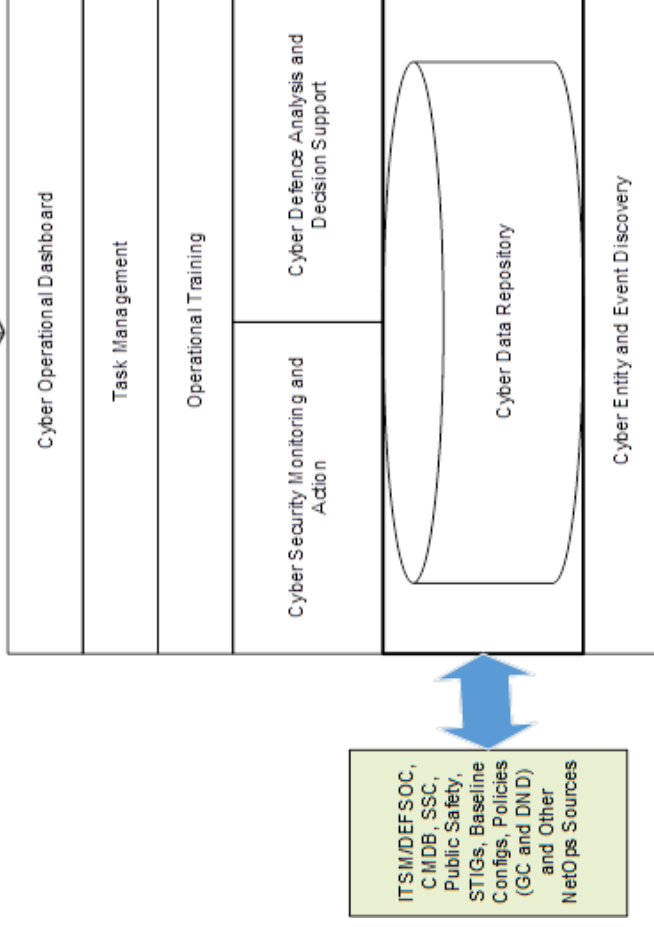 Cyber Operational Dashboard
Task Management
Operational Training
Cyber Security Monitoring and
Action
Cyber Defence Analysis and
Decision Support
ITSM/DEFSOC,
CMDB, SSC,
Public Safety,
STIGs, Baseline
Configs, Policies
(GC and DND)
and Other
NetOps Sources
Cyber Data Repository
Cyber Entity and Event Discovery